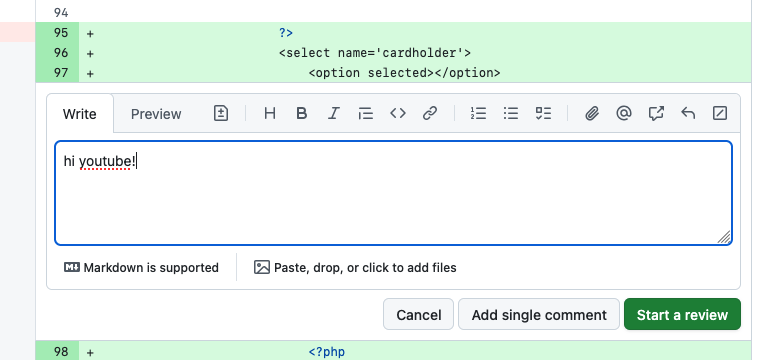 94
95 + ?>
96 + <select name='cardholder'>
97 + <option selected></option>
Write Preview
hi youtube!
Markdown is supported Paste, drop, or click to add files
Cancel Add single comment Start a review
98 + <?php